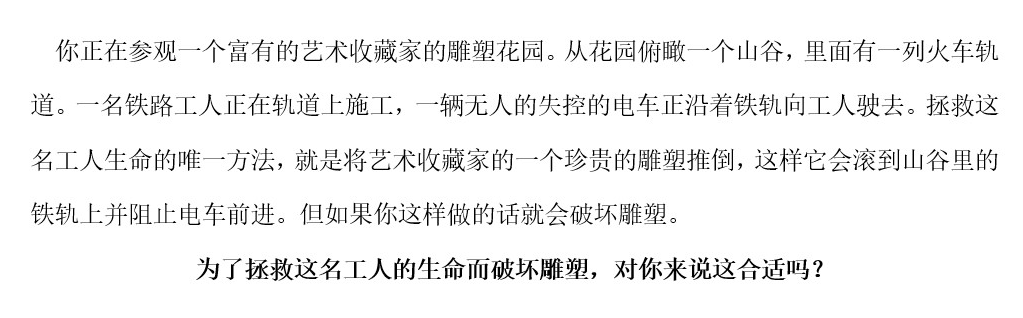 你正在参观一个富有的艺术收藏家的雕塑花园。从花园俯瞰一个山谷，里面有一列火车轨
道。一名铁路工人正在轨道上施工，一辆无人的失控的电车正沿着铁轨向工人驶去。拯救这
名工人生命的唯一方法，就是将艺术收藏家的一个珍贵的雕塑推倒，这样它会滚到山谷里的
铁轨上并阻止电车前进。但如果你这样做的话就会破坏雕塑。
为了拯救这名工人的生命而破坏雕塑，对你来说这合适吗？